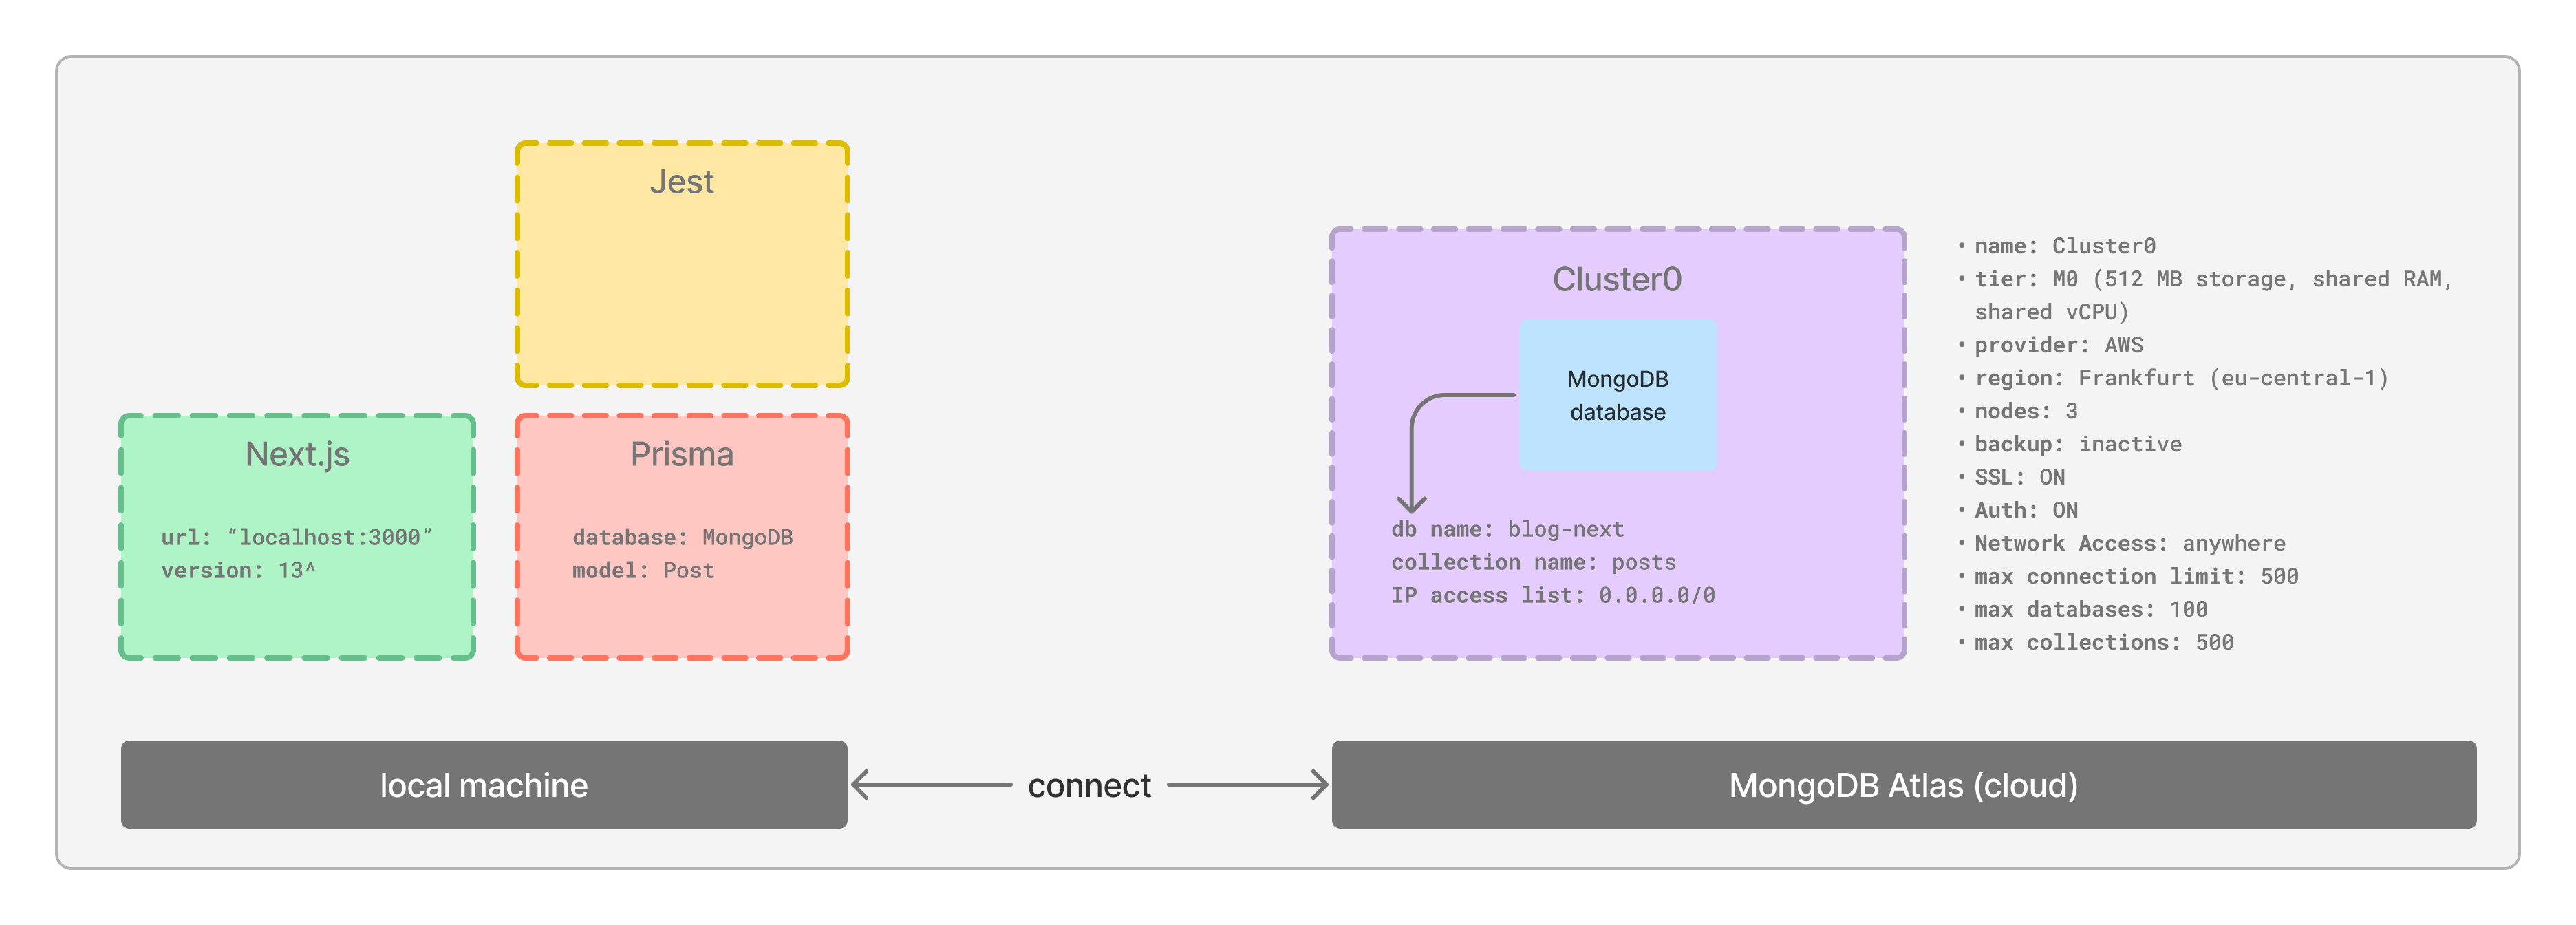 Jest
Next.js
url: “localhost:3000”
version: 13^
Prisma
database: MongoDB
model: Post
Cluster0
MongoDB
database
db name: blog-next
collection name: posts
IP access list: 0.0.0.0/0
• name: Cluster0
• tier: M0 (512 MB storage, shared RAM,
shared vCPU)
• provider: AWS
• region: Frankfurt (eu-central-1)
• nodes: 3
• backup: inactive
• SSL: ON
• Auth: ON
• Network Access: anywhere
• max connection limit: 500
• max databases: 100
• max collections: 500
local machine
connect
MongoDB Atlas (cloud)